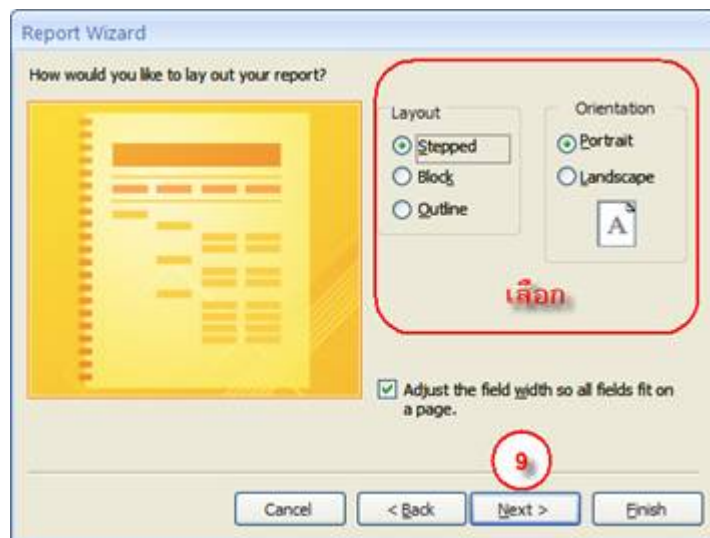 Report Wizard
How would you like to lay out your report?
Layout
Stepped
Block
Outline
Orientation
Portrait
Landscape
A
เลือก
Adjust the field width so all fields fit on
a page.
9
Cancel
< Back
Next >
Finish